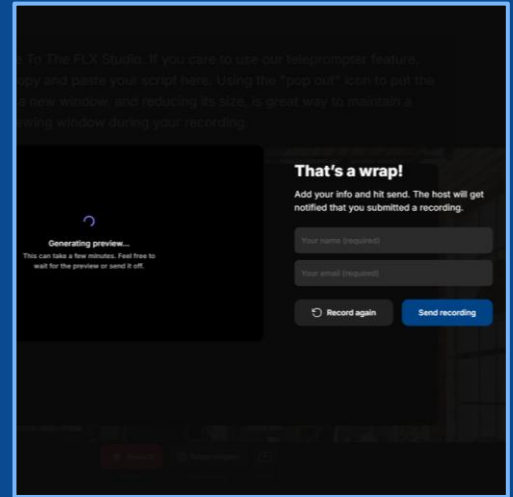 e To The FLX Studio. If you care to use our teleprompter feature,
opy and paste your script here. Using the "pop out" icon to put the
a new window, and reducing its size, is great way to maintain a
ewing window during your recording.
That's a wrap!
Add your info and hit send. The host will get
notified that you submitted a recording.
Generating preview...
This can take a few minutes. Feel free to
wait for the preview or send it off.
Your name (required)
Your email (required)
Record again
Send recording